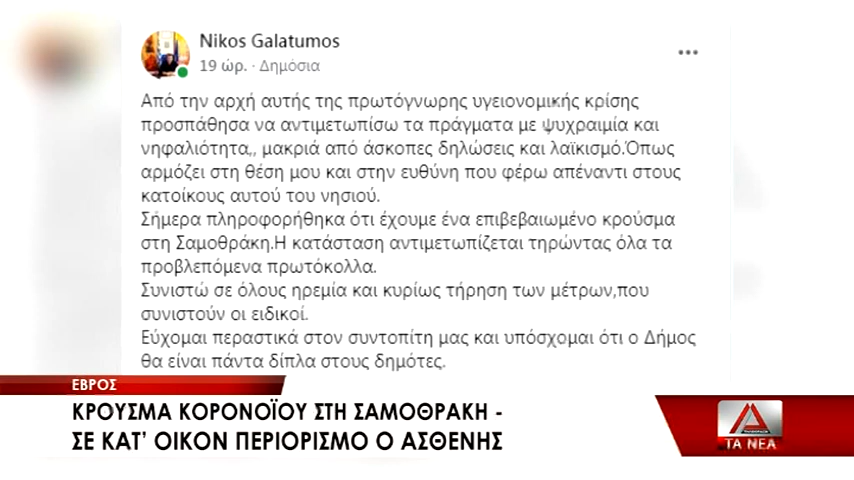 Nikos Galatumos
19 ώρ. · Δημόσια
Από την αρχή αυτής της πρωτόγνωρης υγειονομικής κρίσης
προσπάθησα να αντιμετωπίσω τα πράγματα με ψυχραιμία και
νηφαλιότητα,, μακριά από άσκοπες δηλώσεις και λαϊκισμό.Όπως
αρμόζει στη θέση μου και στην ευθύνη που φέρω απέναντι στους
κατοίκους αυτού του νησιού.
Σήμερα πληροφορήθηκα ότι έχουμε ένα επιβεβαιωμένο κρούσμα
στη Σαμοθράκη.Η κατάσταση αντιμετωπίζεται τηρώντας όλα τα
προβλεπόμενα πρωτόκολλα.
Συνιστώ σε όλους ηρεμία και κυρίως τήρηση των μέτρων,που
συνιστούν οι ειδικοί.
Εύχομαι περαστικά στον συντοπίτη μας και υπόσχομαι ότι ο Δήμος
θα είναι πάντα δίπλα στους δημότες.
ΕΒΡΟΣ
ΚΡΟΥΣΜΑ ΚΟΡΟΝΟΪΟΥ ΣΤΗ ΣΑΜΟΘΡΑΚΗ -
ΣΕ ΚΑΤ' ΟΙΚΟΝ ΠΕΡΙΟΡΙΣΜΟ Ο ΑΣΘΕΝΗΣ
ΤΑ ΝΕΑ